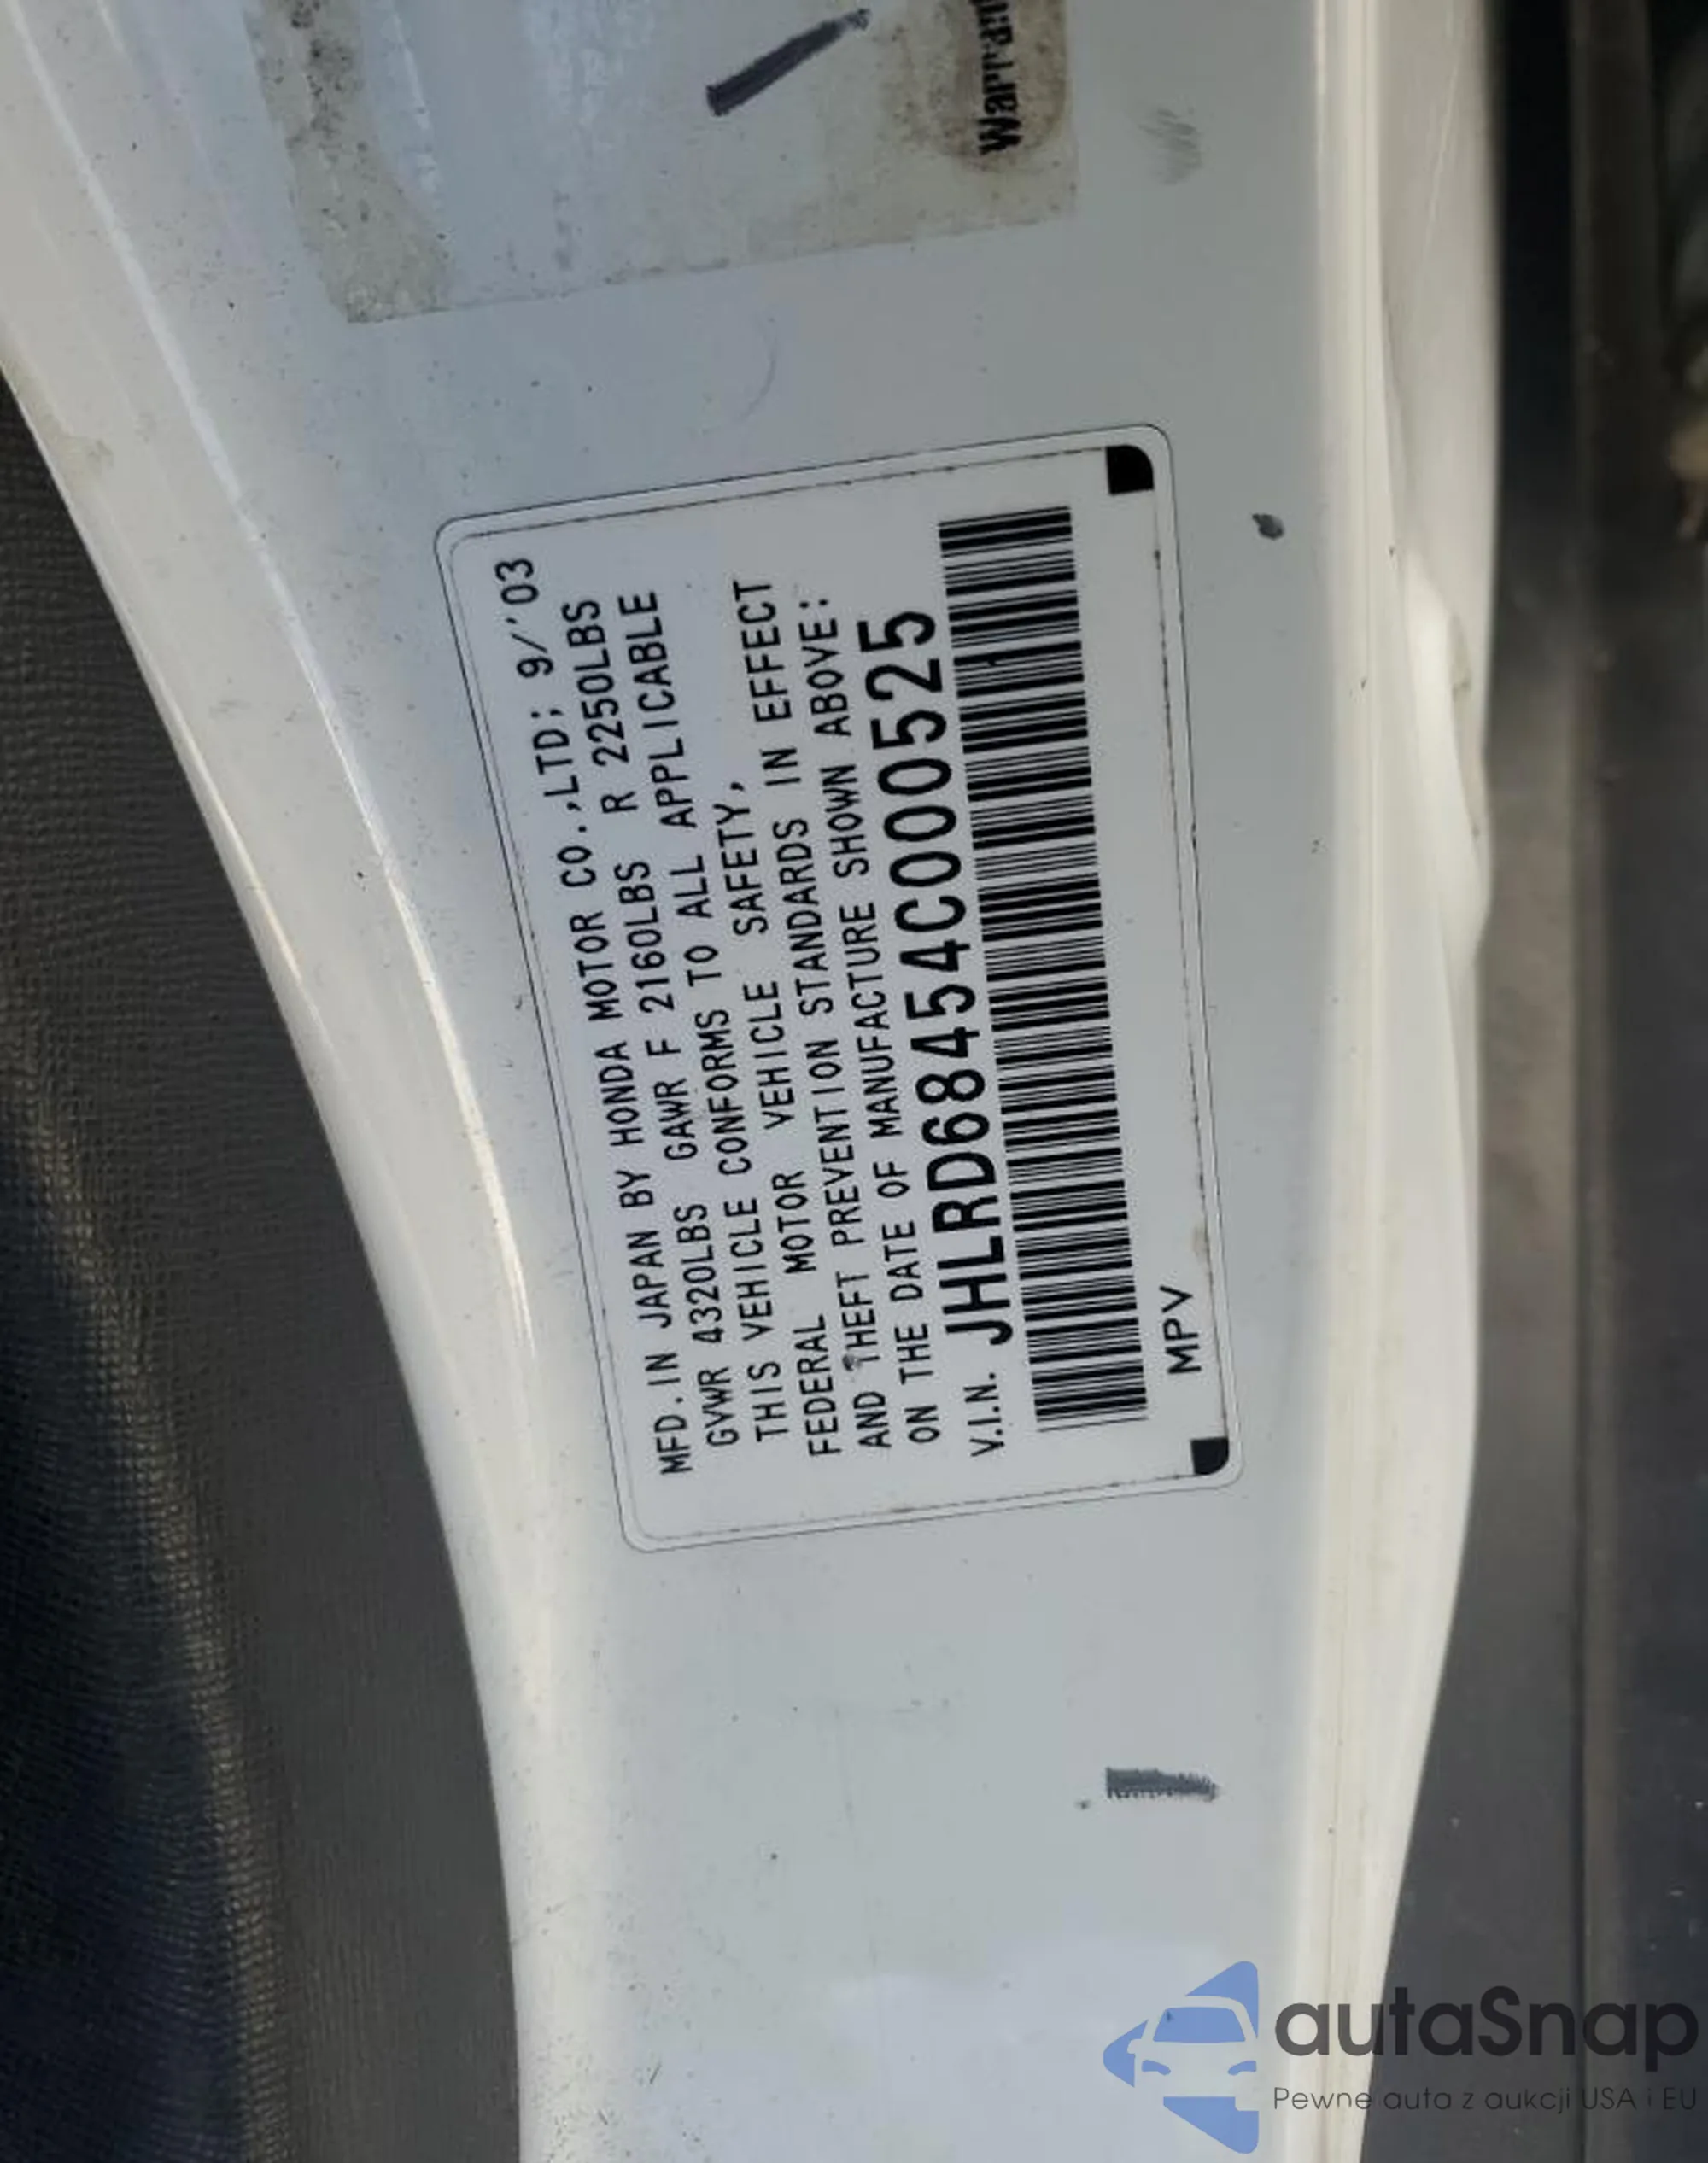 Warran
MFD.IN JAPAN BY HONDA MOTOR CO.,LTD; 9/'03
GVWR 4320LBS GAWR F 2160LBS R 2250LBS
THIS VEHICLE CONFORMS TO ALL APPLICABLE
FEDERAL MOTOR VEHICLE SAFETY,
AND THEFT PREVENTION STANDARDS IN EFFECT
ON THE DATE OF MANUFACTURE SHOWN ABOVE:
V.I.N. JHLRD68454C000525
MPV
autaSnap
Pewne auta z aukcji USA i EU